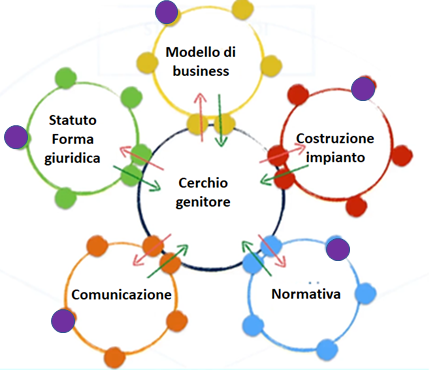 Modello di
business
Statuto
Forma
giuridica
Costruzione
impianto
Cerchio
genitore
Comunicazione
Normativa